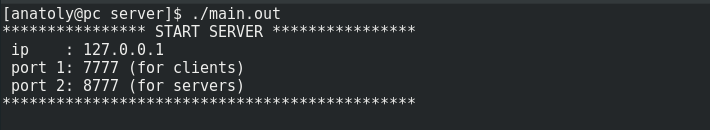 [anatoly@pc server]$ ./main.out
**************** START SERVER ****************
 ip    : 127.0.0.1
 port 1: 7777 (for clients)
 port 2: 8777 (for servers)
**********************************************